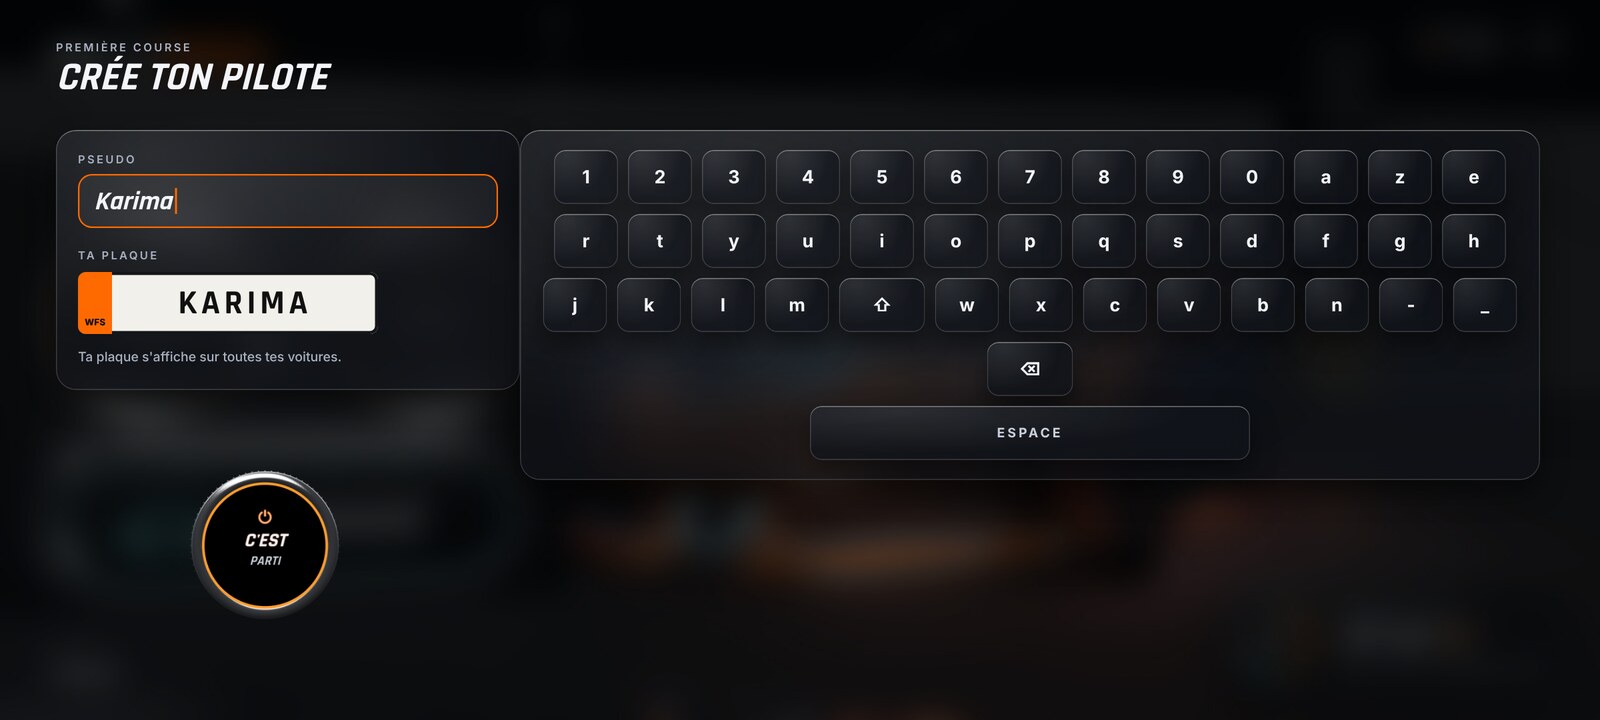 PREMIÈRE COURSE
CRÉE TON PILOTE
PSEUDO
Karima
TA PLAQUE
WFS KARIMA
Ta plaque s'affiche sur toutes tes voitures.
C'EST
PARTI
1 2 3 4 5 6 7 8 9 0 a z e
r t y u i o p q s d f g h
j k l m w x c v b n - _
ESPACE